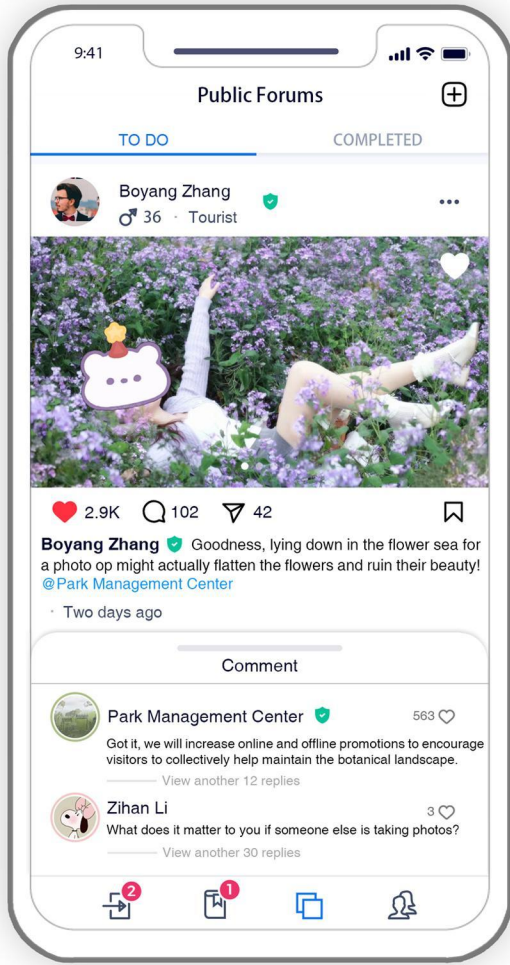 9:41
Public Forums
TO DO COMPLETED
Boyang Zhang
36 · Tourist
2.9K 102 42
Boyang Zhang Goodness, lying down in the flower sea for
a photo op might actually flatten the flowers and ruin their beauty!
@Park Management Center
· Two days ago
Comment
Park Management Center 563
Got it, we will increase online and offline promotions to encourage
visitors to collectively help maintain the botanical landscape.
View another 12 replies
Zihan Li 3
What does it matter to you if someone else is taking photos?
View another 30 replies
2 1